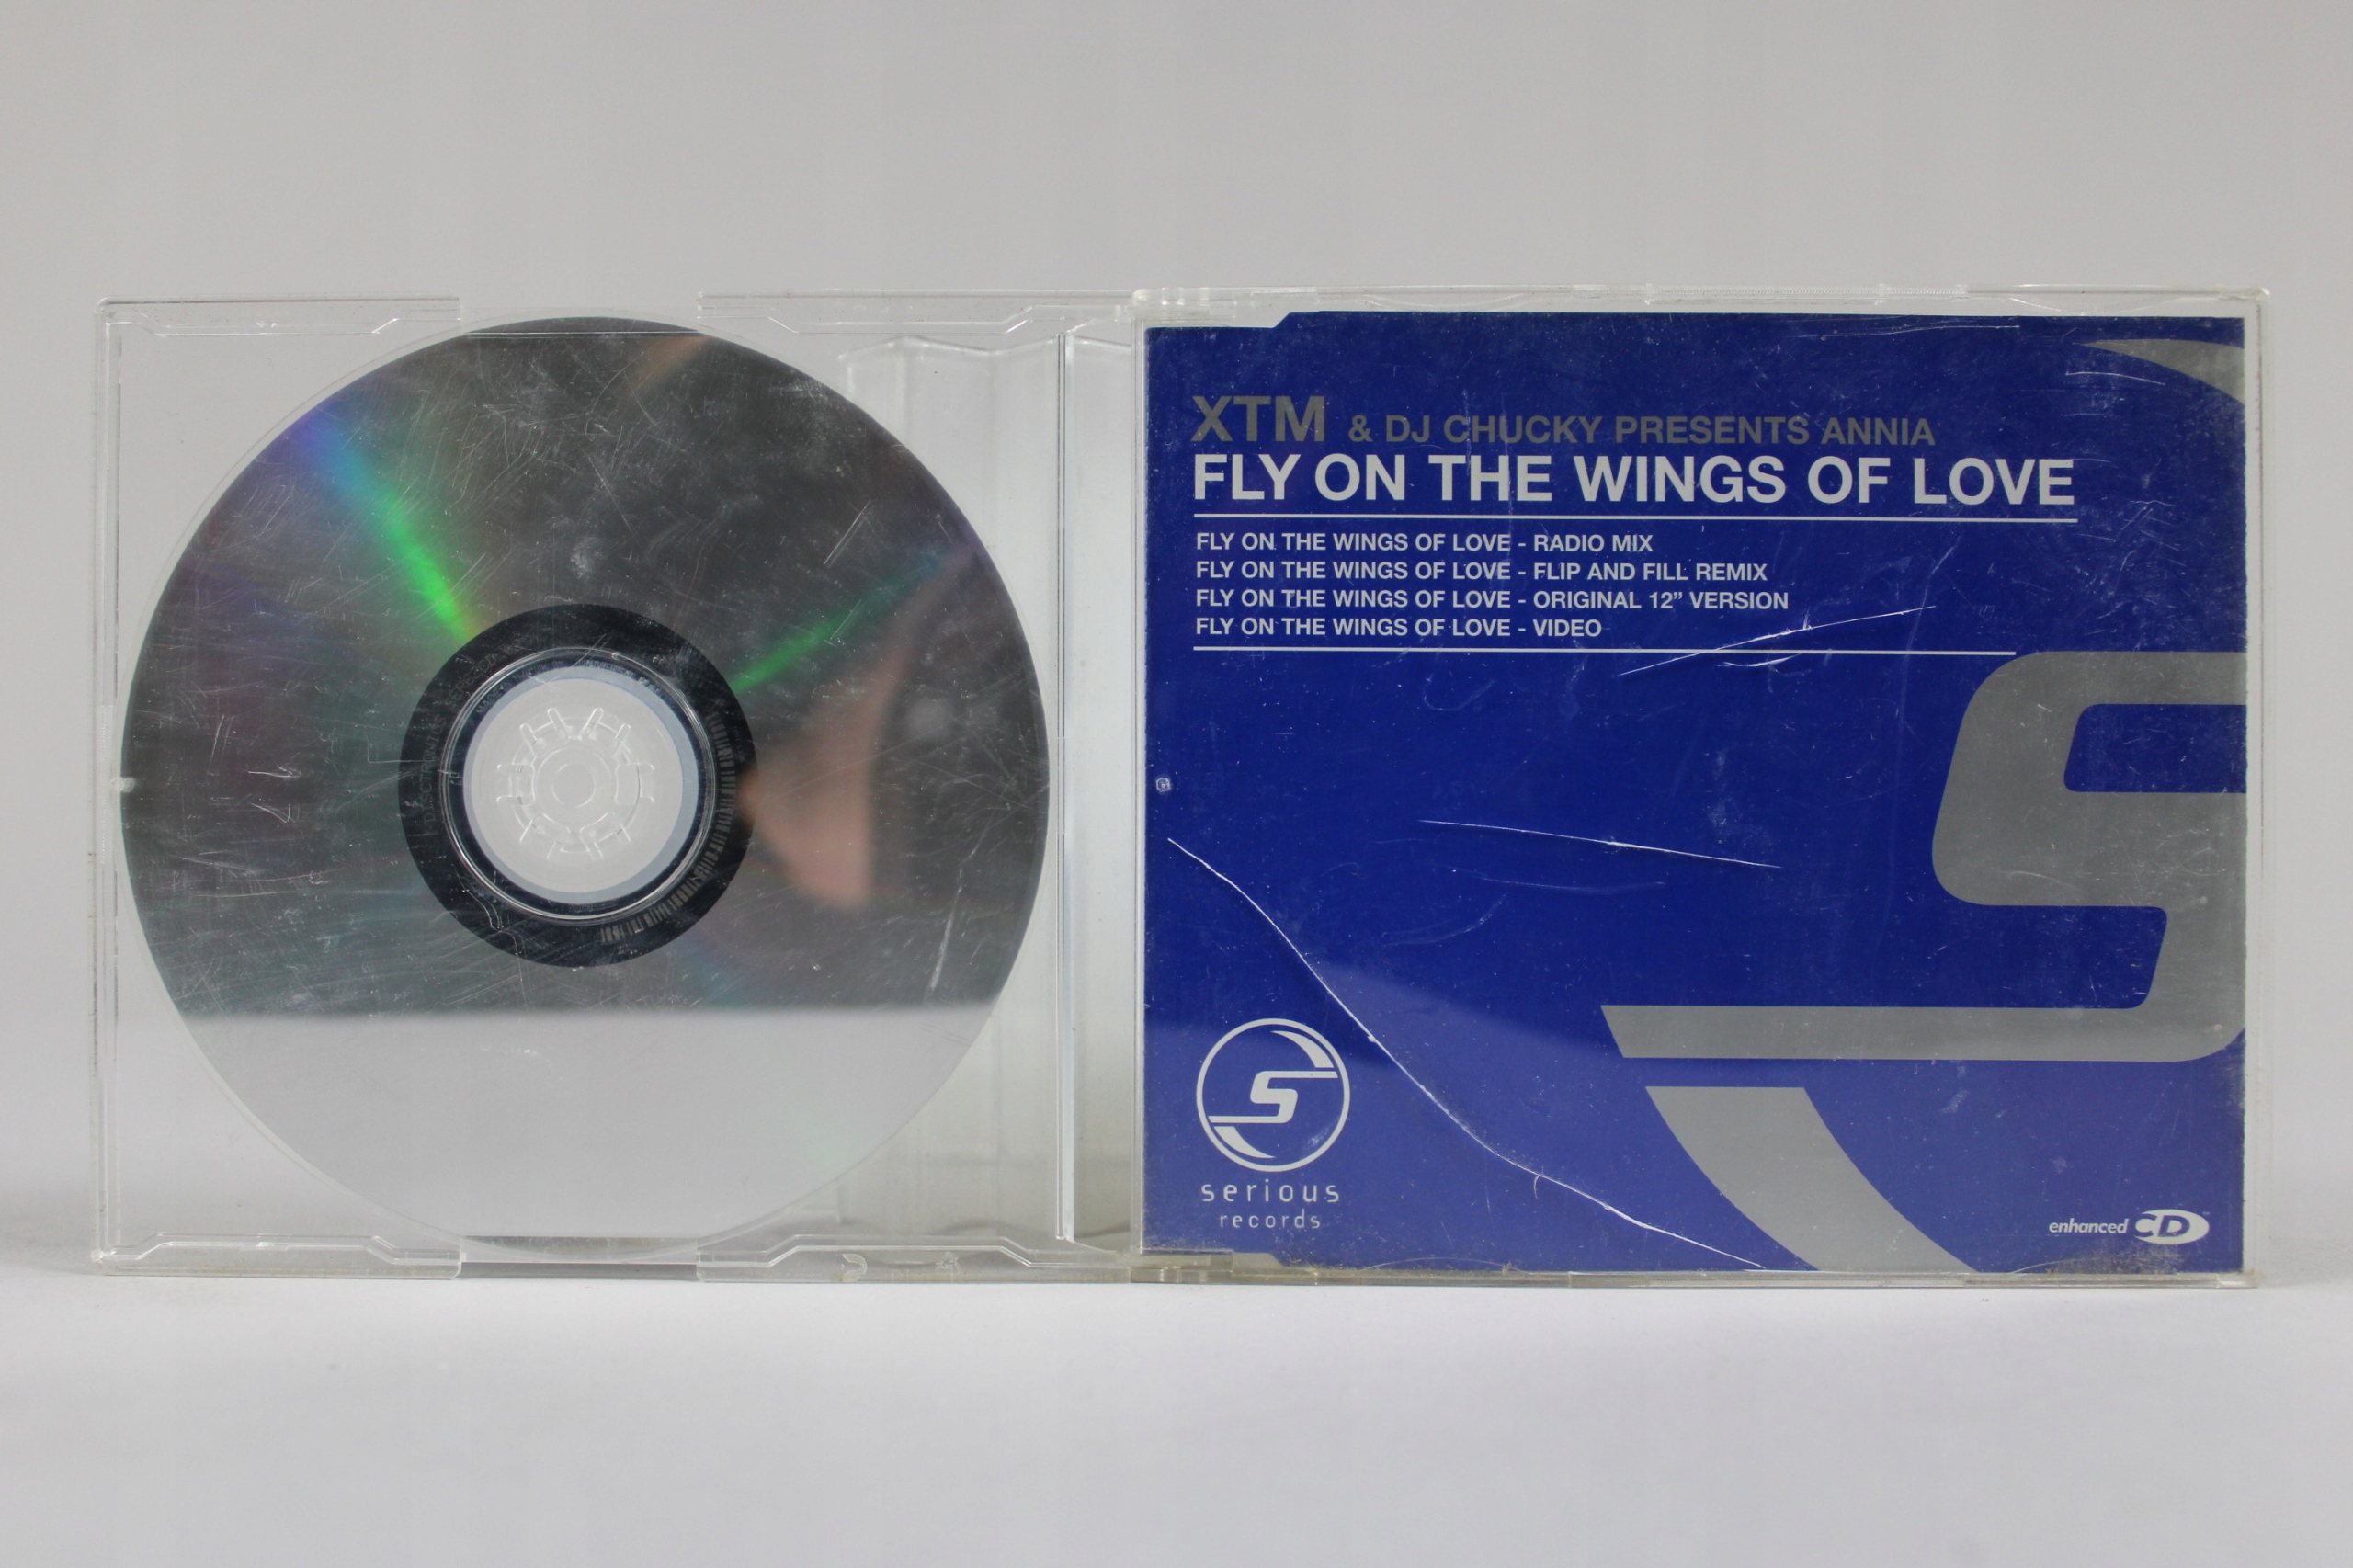 XTM & DJ CHUCKY PRESENTS ANNIA
FLY ON THE WINGS OF LOVE
FLY ON THE WINGS OF LOVE - RADIO MIX
FLY ON THE WINGS OF LOVE - FLIP AND FILL REMIX
FLY ON THE WINGS OF LOVE - ORIGINAL 12” VERSION
FLY ON THE WINGS OF LOVE - VIDEO
S
S
serious
records
enhanced CD